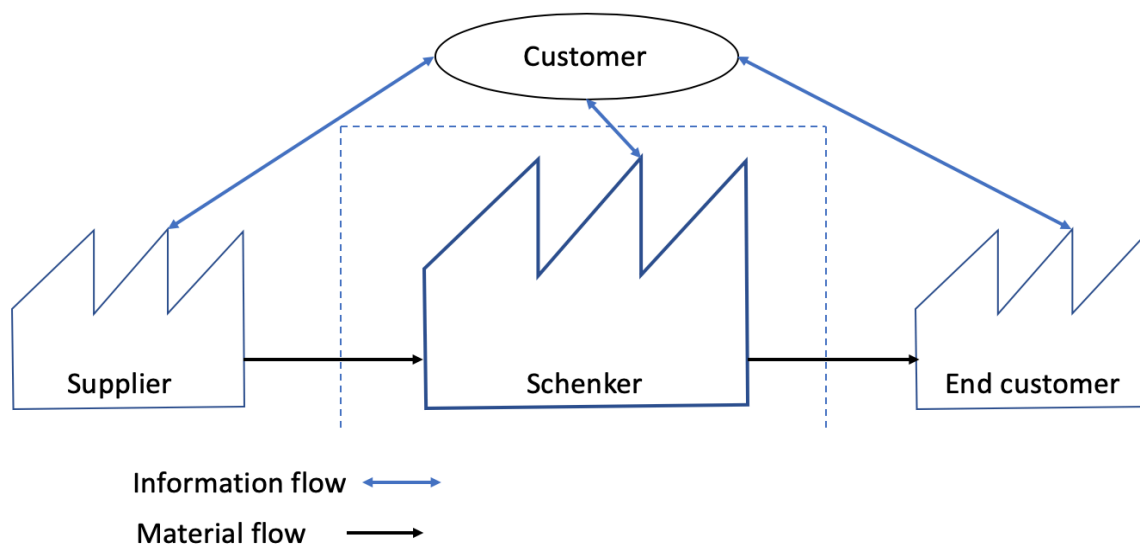 Customer
Supplier
Schenker
End customer
Information flow
Material flow